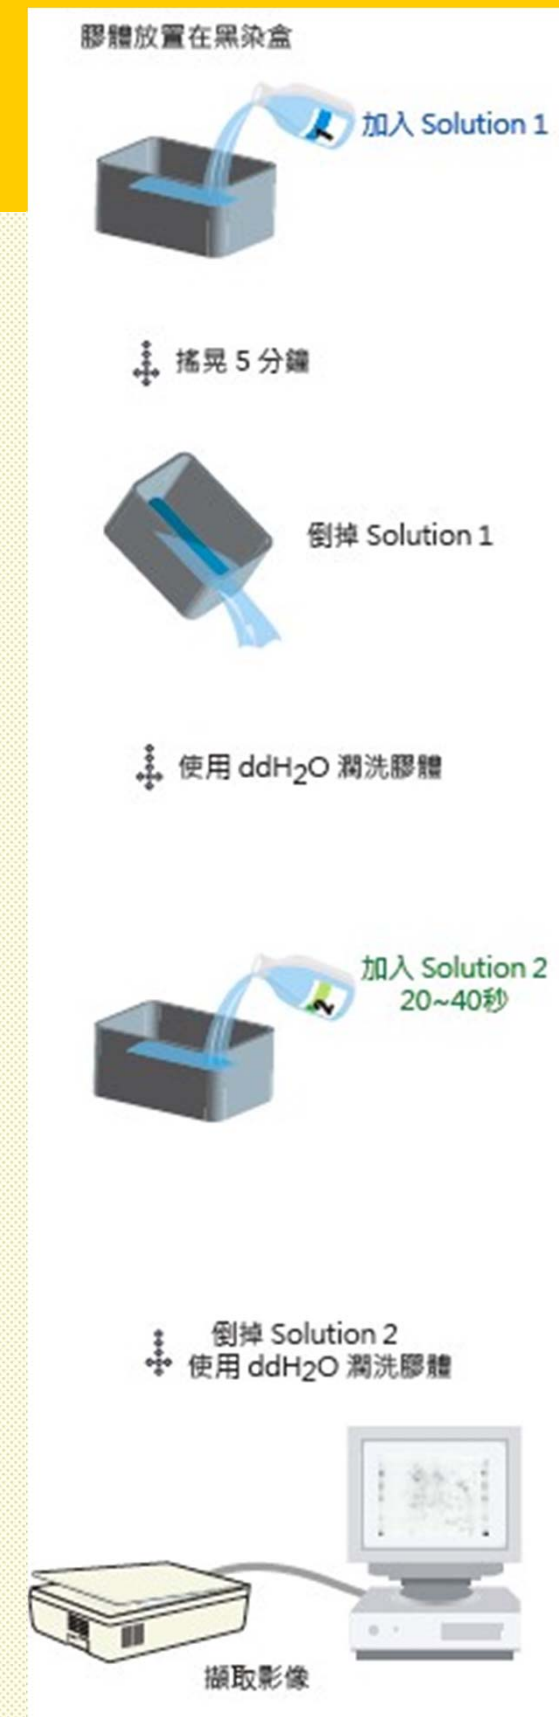 膠體放置在黑染盒
加入 Solution 1
搖晃 5 分鐘
倒掉 Solution 1
使用 ddH2O 潤洗膠體
加入 Solution 2
20~40秒
倒掉 Solution 2
使用 ddH2O 潤洗膠體
擷取影像